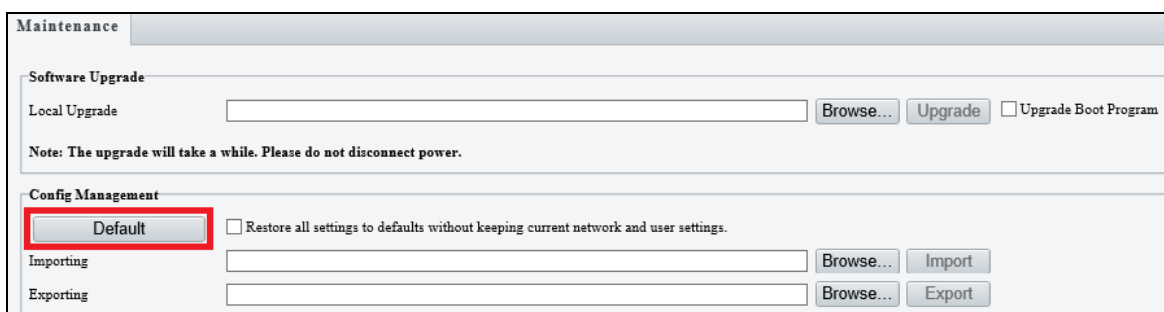 Maintenance
Software Upgrade
Local Upgrade Browse... Upgrade Upgrade Boot Program
Note: The upgrade will take a while. Please do not disconnect power.
Config Management
Default Restore all settings to defaults without keeping current network and user settings.
Importing Browse... Import
Exporting Browse... Export